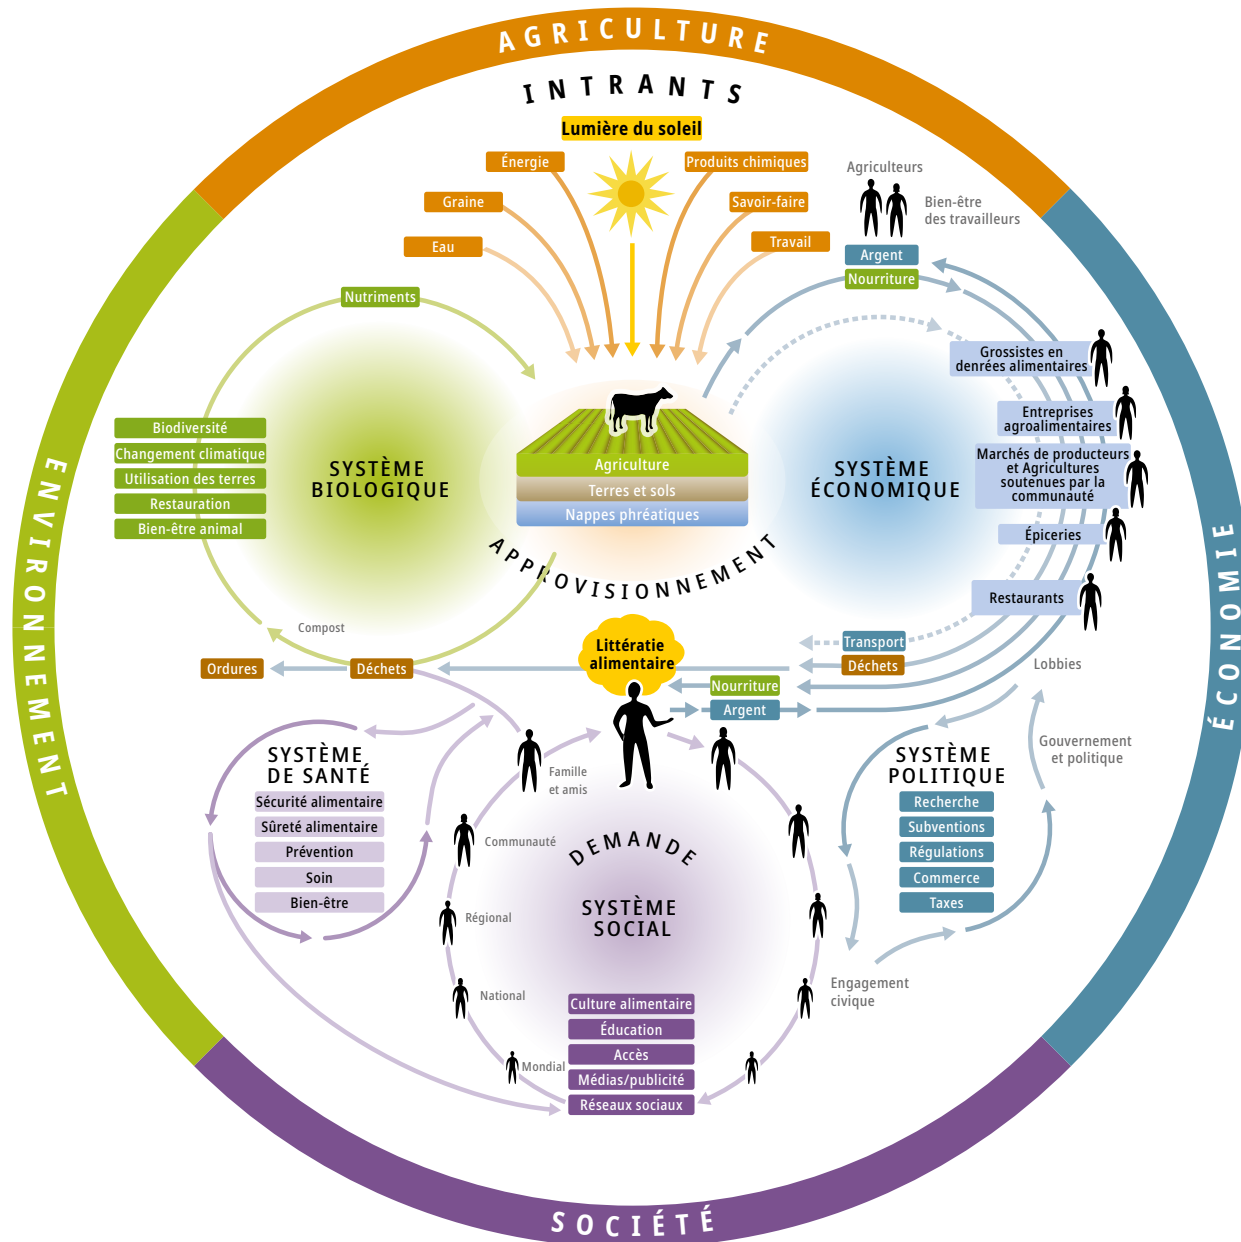 AGRICULTURE
INTRANTS
Lumière du soleil
Énergie
Produits chimiques
Graine
Savoir-faire
Eau
Travail
Agriculteurs
Bien-être
des travailleurs
Argent
Nourriture
Nutriments
Grossistes en
denrées alimentaires
Entreprises
agroalimentaires
Marchés de producteurs
et Agricultures
soutenues par la
communauté
Épiceries
Restaurants
Biodiversité
Changement climatique
Utilisation des terres
Restauration
Bien-être animal
SYSTÈME
BIOLOGIQUE
Agriculture
Terres et sols
Nappes phréatiques
SYSTÈME
ÉCONOMIQUE
APPROVISIONNEMENT
ENVIRONNEMENT
ÉCONOMIE
Compost
Ordures
Déchets
Littératie
alimentaire
Transport
Déchets
Nourriture
Argent
Lobbies
Gouvernement
et politique
SYSTÈME
DE SANTÉ
Sécurité alimentaire
Sûreté alimentaire
Prévention
Soin
Bien-être
Famille
et amis
Communauté
Régional
National
Mondial
DEMANDE
SYSTÈME
SOCIAL
Culture alimentaire
Éducation
Accès
Médias/publicité
Réseaux sociaux
SYSTÈME
POLITIQUE
Recherche
Subventions
Régulations
Commerce
Taxes
Engagement
civique
SOCIÉTÉ